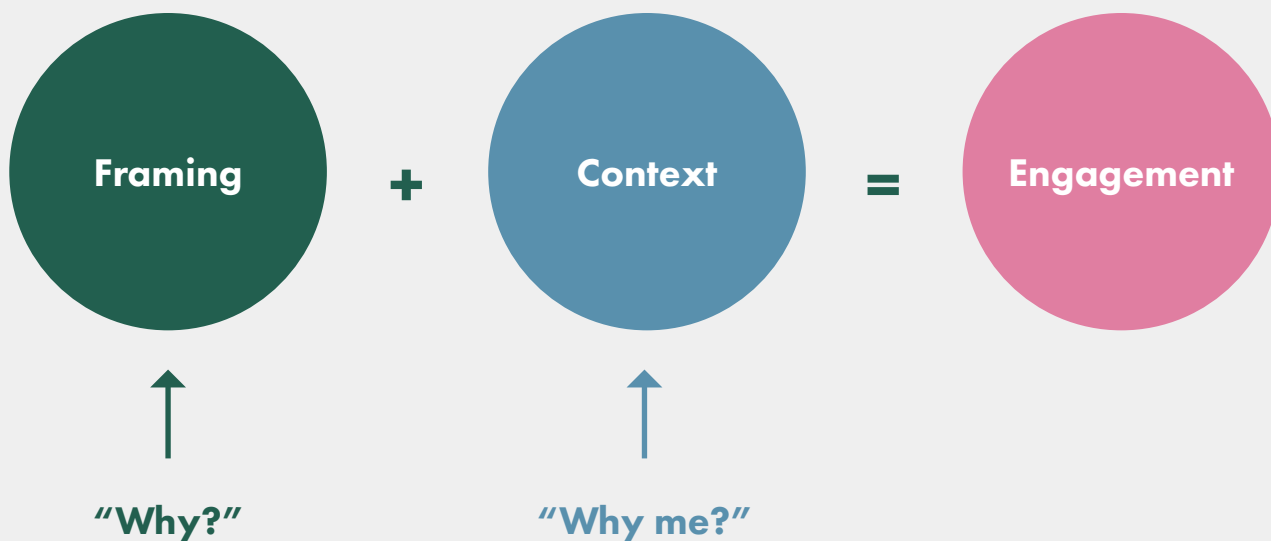 Framing
+
Context
=
Engagement
“Why?”
“Why me?”